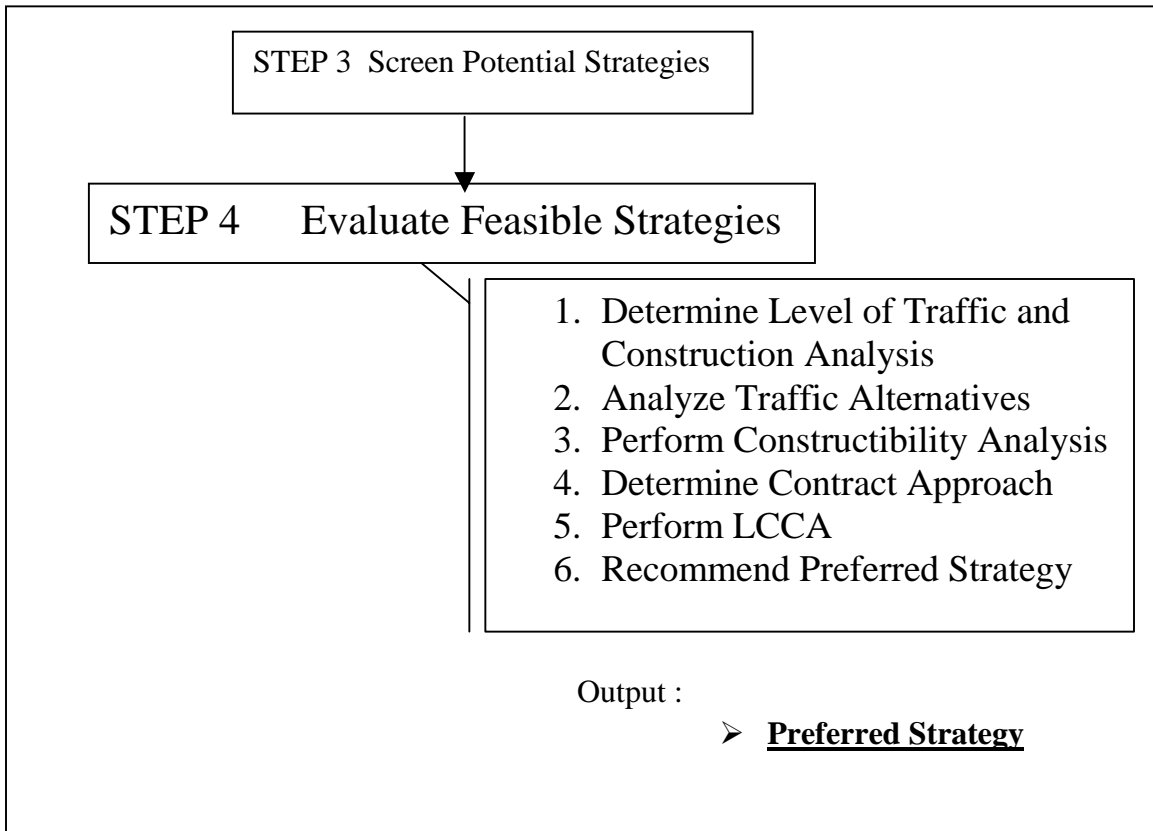 STEP 3 Screen Potential Strategies
STEP 4 Evaluate Feasible Strategies
1. Determine Level of Traffic and
Construction Analysis
2. Analyze Traffic Alternatives
3. Perform Constructibility Analysis
4. Determine Contract Approach
5. Perform LCCA
6. Recommend Preferred Strategy
Output :
➢ Preferred Strategy